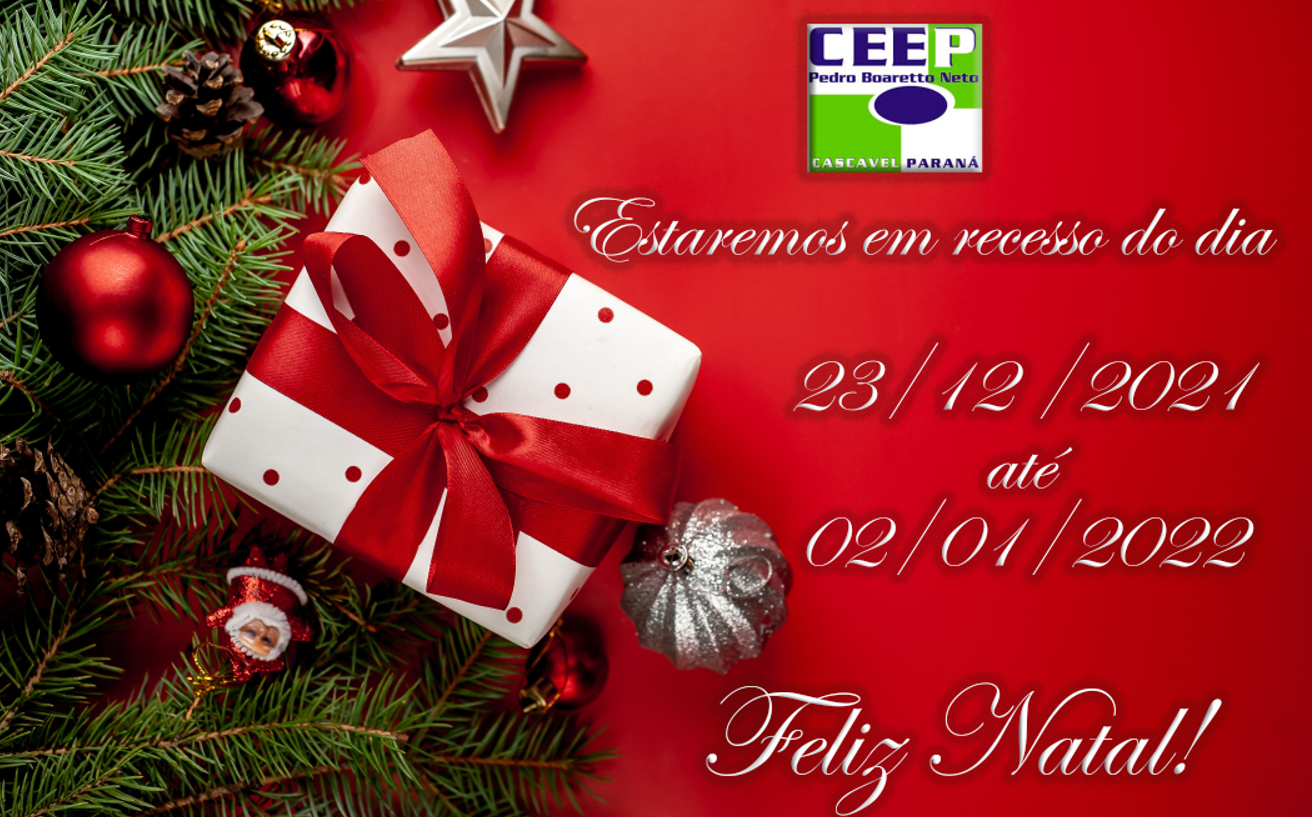 CEEP
Pedro Boaretto Neto
CASCAVEL PARANÁ
Estaremos em recesso do dia
23/12 /2021
até
02/01/2022
Feliz Natal!